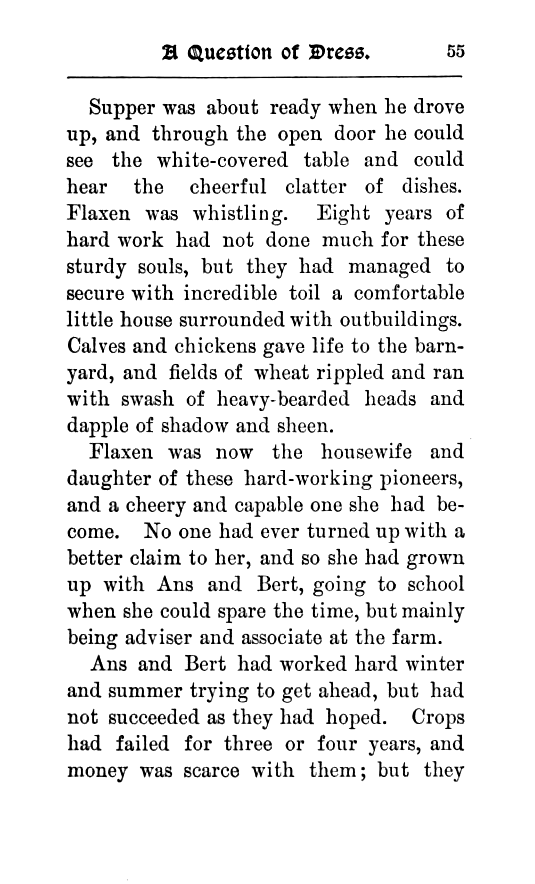 A Question of Dress. 55
Supper was about ready when he drove
up, and through the open door he could
see the white-covered table and could
hear the cheerful clatter of dishes.
Flaxen was whistling. Eight years of
hard work had not done much for these
sturdy souls, but they had managed to
secure with incredible toil a comfortable
little house surrounded with outbuildings.
Calves and chickens gave life to the barn-
yard, and fields of wheat rippled and ran
with swash of heavy-bearded heads and
dapple of shadow and sheen.
Flaxen was now the housewife and
daughter of these hard-working pioneers,
and a cheery and capable one she had be-
come. No one had ever turned up with a
better claim to her, and so she had grown
up with Ans and Bert, going to school
when she could spare the time, but mainly
being adviser and associate at the farm.
Ans and Bert had worked hard winter
and summer trying to get ahead, but had
not succeeded as they had hoped. Crops
had failed for three or four years, and
money was scarce with them; but they